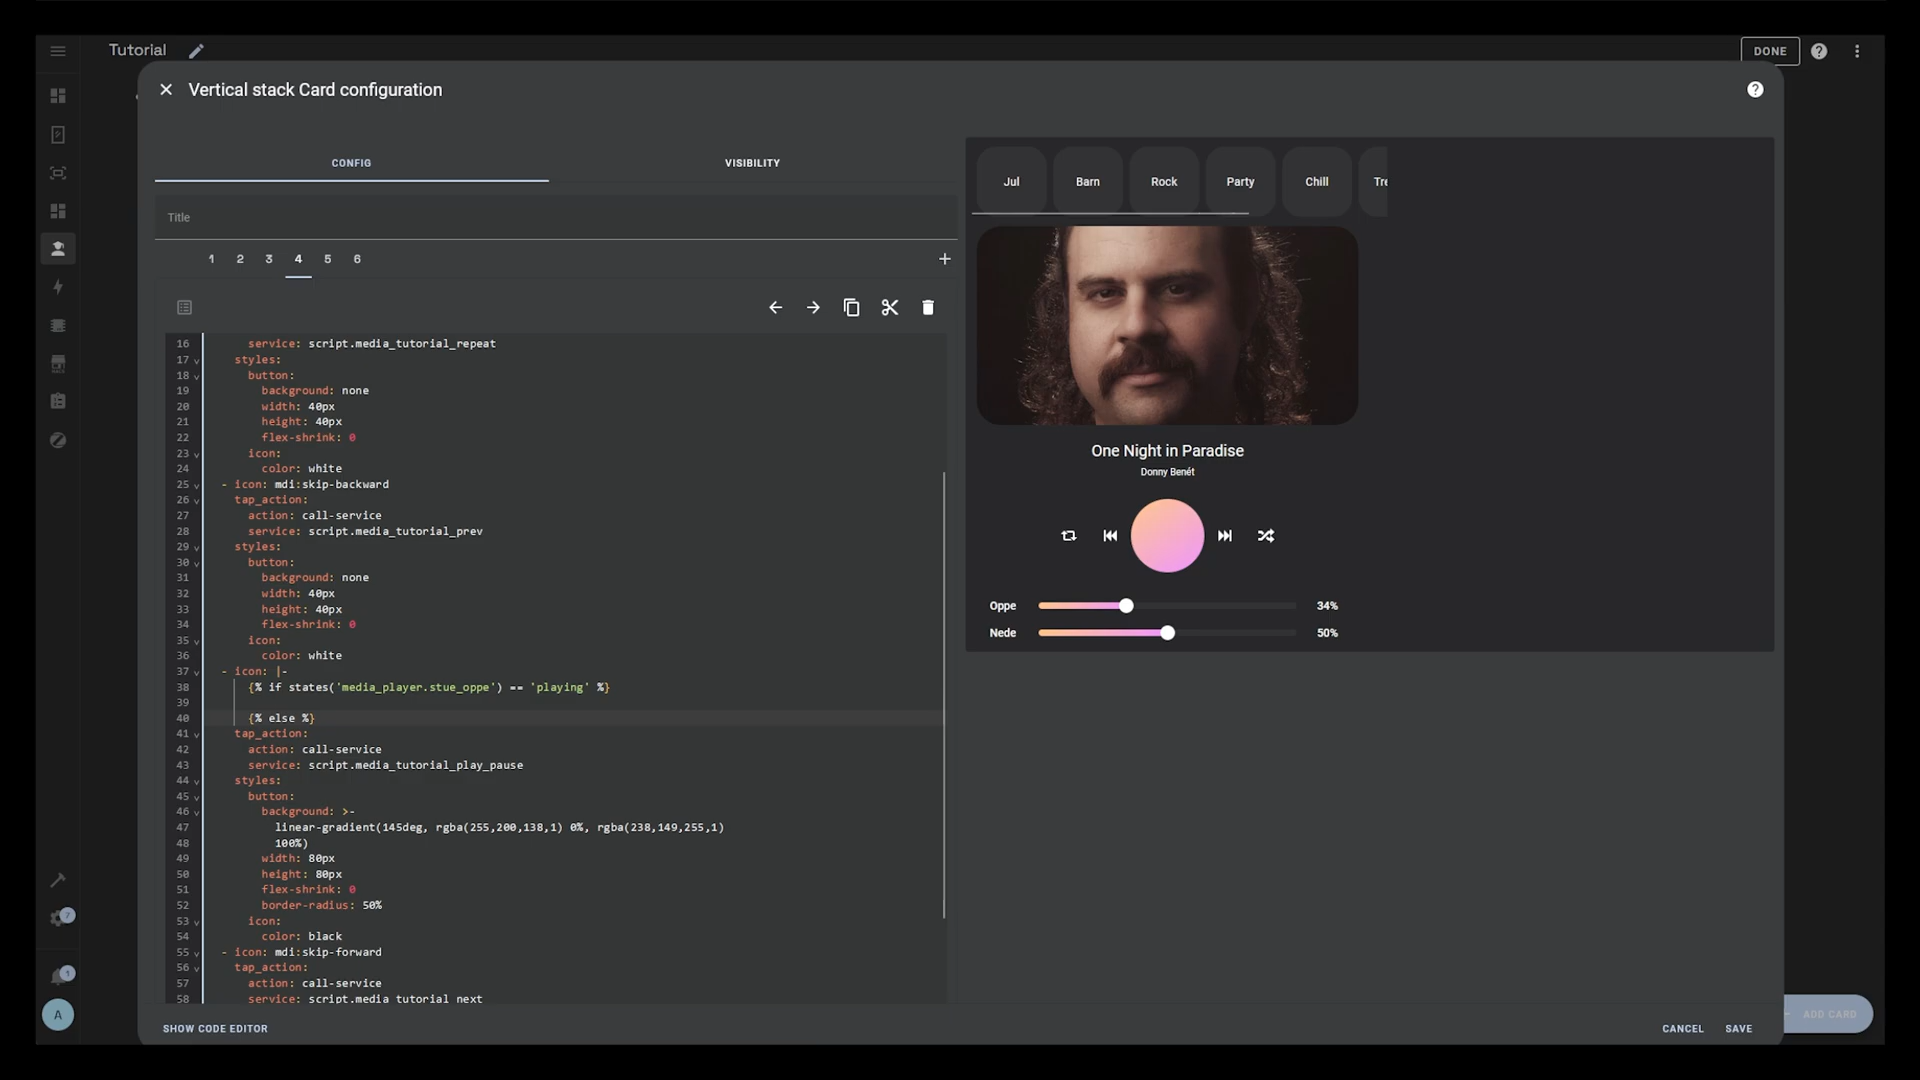 Tutorial
DONE
Vertical stack Card configuration
CONFIG
VISIBILITY
Title
1 2 3 4 5 6
16 service: script.media_tutorial_repeat
17 styles:
18 button:
19 background: none
20 width: 40px
21 height: 40px
22 flex-shrink: 0
23 icon:
24 color: white
25 - icon: mdi:skip-backward
26 tap_action:
27 action: call-service
28 service: script.media_tutorial_prev
29 styles:
30 button:
31 background: none
32 width: 40px
33 height: 40px
34 flex-shrink: 0
35 icon:
36 color: white
37 - icon: |-
38 {% if states('media_player.stue_oppe') == 'playing' %}
39
40 {% else %}
41 tap_action:
42 action: call-service
43 service: script.media_tutorial_play_pause
44 styles:
45 button:
46 background: >-
47 linear-gradient(145deg, rgba(255,200,138,1) 0%, rgba(238,149,255,1)
48 100%)
49 width: 80px
50 height: 80px
51 flex-shrink: 0
52 border-radius: 50%
53 icon:
54 color: black
55 - icon: mdi:skip-forward
56 tap_action:
57 action: call-service
58 service: script.media_tutorial_next
Jul Barn Rock Party Chill Tre
One Night in Paradise
Donny Benét
Oppe 34%
Nede 50%
7
1
A
SHOW CODE EDITOR
CANCEL
SAVE
ADD CARD